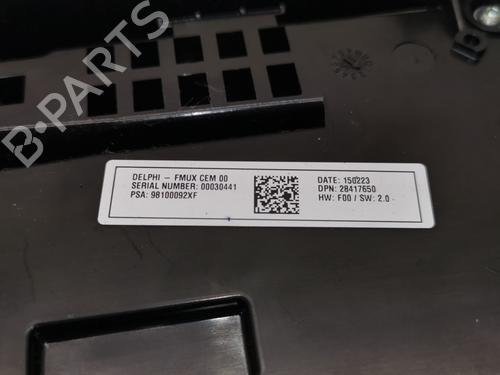 B-PARTS
DELPHI - FMUX CEM 00
SERIAL NUMBER: 00030441
PSA: 98100092XF
DATE: 150223
DPN: 28417650
HW: F00 / SW: 2.0